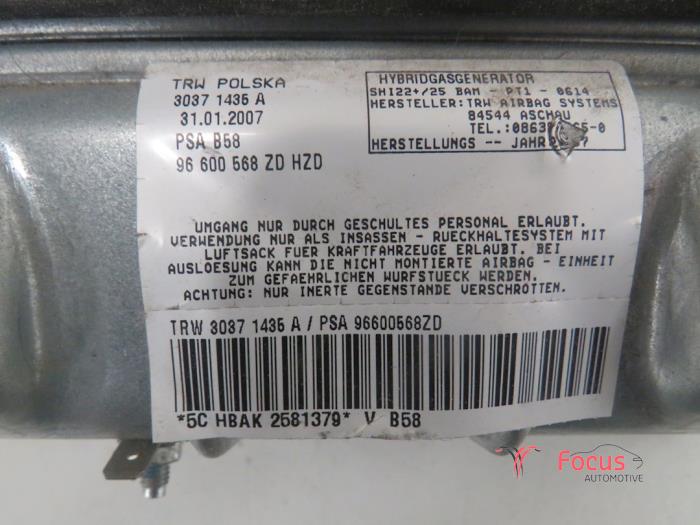 TRW POLSKA
3037 1435 A
31.01.2007
PSA B58
96 600 568 ZD HZD
HYBRIDGASGENERATOR
SHI22+/25 BAM - PT1 - 0614
HERSTELLER:TRW AIRBAG SYSTEMS
84544 ASCHAU
HERSTELLUNGS -- JAHR
UMGANG NUR DURCH GESCHULTES PERSONAL ERLAUBT.
VERWENDUNG NUR ALS INSASSEN - RUECKHALTESYSTEM MIT
LUFTSACK FUER KRAFTFAHRZEUGE ERLAUBT. BEI
AUSLOESUNG KANN DIE NICHT MONTIERTE AIRBAG - EINHEIT
ZUM GEFAEHRLICHEN WURFSTUECK WERDEN.
ACHTUNG: NUR INERTE GEGENSTANDE VERSCHROTTEN.
TRW 3037 1435 A / PSA 96600568ZD
*5C HBAK 2581379* V B58
Focus
AUTOMOTIVE